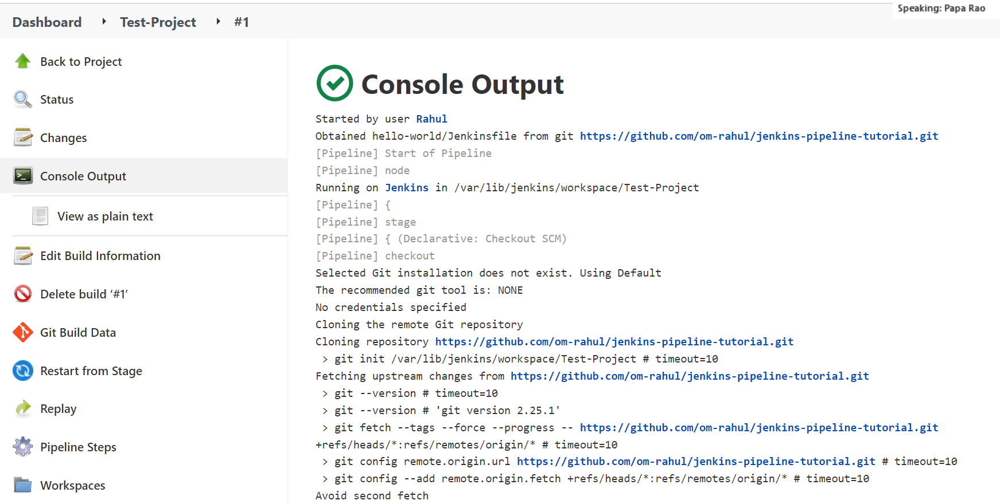 Speaking: Papa Rao
Dashboard Test-Project #1
Back to Project
Status
Changes
Console Output
View as plain text
Edit Build Information
Delete build ‘#1’
Git Build Data
Restart from Stage
Replay
Pipeline Steps
Workspaces
Console Output
Started by user Rahul
Obtained hello-world/Jenkinsfile from git https://github.com/om-rahul/jenkins-pipeline-tutorial.git
[Pipeline] Start of Pipeline
[Pipeline] node
Running on Jenkins in /var/lib/jenkins/workspace/Test-Project
[Pipeline] {
[Pipeline] stage
[Pipeline] { (Declarative: Checkout SCM)
[Pipeline] checkout
Selected Git installation does not exist. Using Default
The recommended git tool is: NONE
No credentials specified
Cloning the remote Git repository
Cloning repository https://github.com/om-rahul/jenkins-pipeline-tutorial.git
 > git init /var/lib/jenkins/workspace/Test-Project # timeout=10
Fetching upstream changes from https://github.com/om-rahul/jenkins-pipeline-tutorial.git
 > git --version # timeout=10
 > git --version # 'git version 2.25.1'
 > git fetch --tags --force --progress -- https://github.com/om-rahul/jenkins-pipeline-tutorial.git
+refs/heads/*:refs/remotes/origin/* # timeout=10
 > git config remote.origin.url https://github.com/om-rahul/jenkins-pipeline-tutorial.git # timeout=10
 > git config --add remote.origin.fetch +refs/heads/*:refs/remotes/origin/* # timeout=10
Avoid second fetch